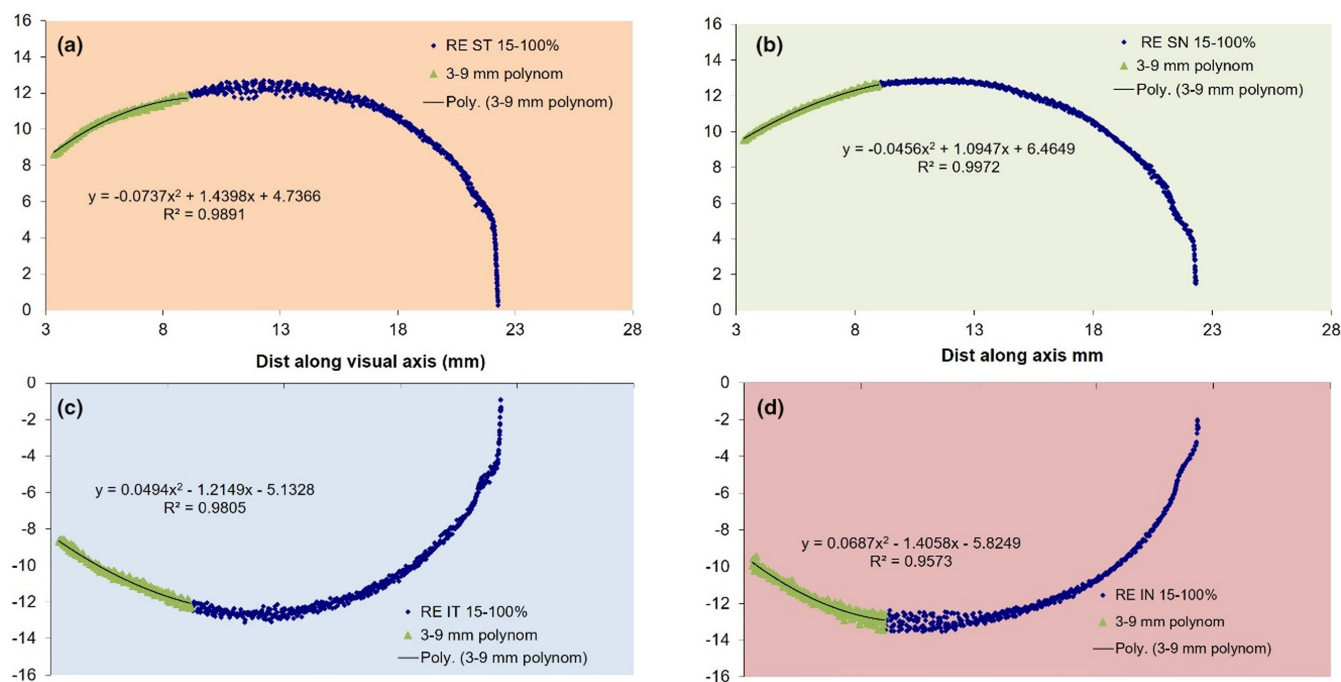 (a)
RE ST 15-100%
3-9 mm polynom
Poly. (3-9 mm polynom)
y = -0.0737x² + 1.4398x + 4.7366
R² = 0.9891
16
14
12
10
8
6
4
2
0
3
8
13
18
23
28
Dist along visual axis (mm)
(b)
RE SN 15-100%
3-9 mm polynom
Poly. (3-9 mm polynom)
y = -0.0456x² + 1.0947x + 6.4649
R² = 0.9972
16
14
12
10
8
6
4
2
0
3
8
13
18
23
28
Dist along axis mm
(c)
y = 0.0494x² - 1.2149x - 5.1328
R² = 0.9805
RE IT 15-100%
3-9 mm polynom
Poly. (3-9 mm polynom)
0
-2
-4
-6
-8
-10
-12
-14
-16
(d)
y = 0.0687x² - 1.4058x - 5.8249
R² = 0.9573
RE IN 15-100%
3-9 mm polynom
Poly. (3-9 mm polynom)
0
-2
-4
-6
-8
-10
-12
-14
-16